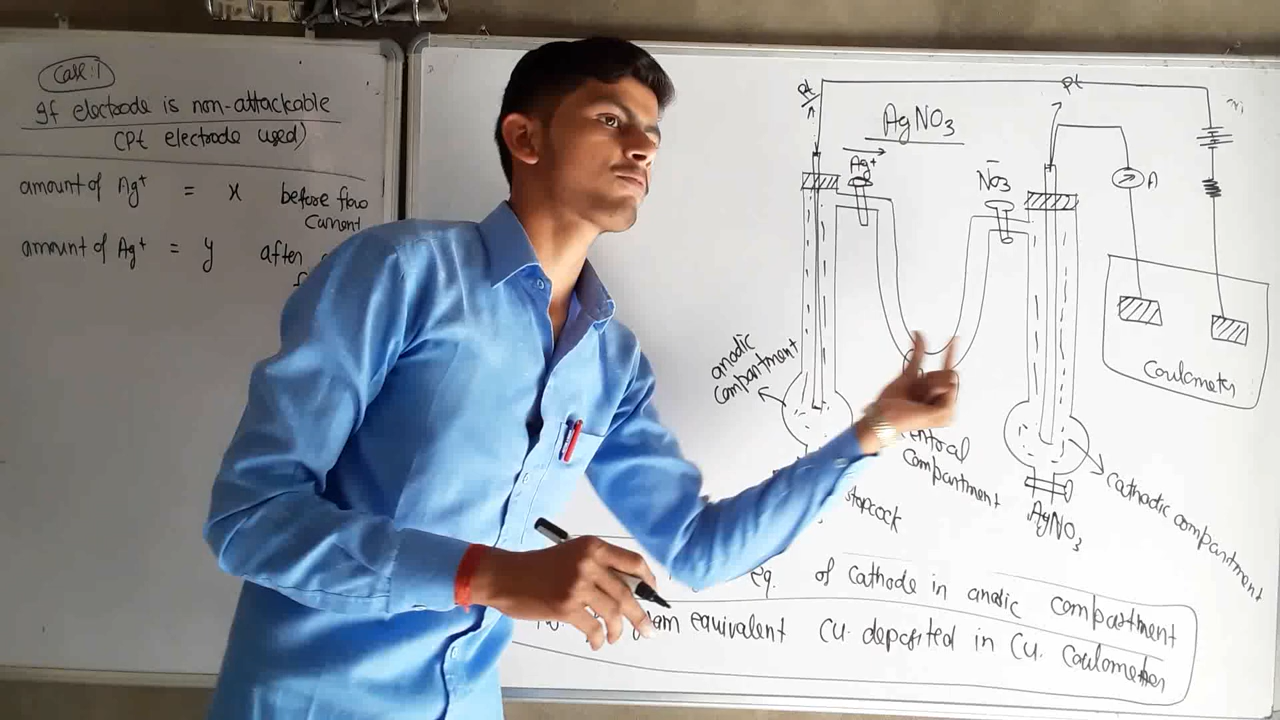 Case:1
If electrode is non-attackable
(Pt electrode used)
amount of Ag+ = x before flow
current
amount of Ag+ = y after
Pt
Pt
AgNO3
Ag+
NO3-
A
anodic
compartment
compartment
stopcock
Coulometer
cathodic compartment
AgNO3
eq. of cathode in anodic compartment
equivalent Cu. deposited in Cu. Coulometer